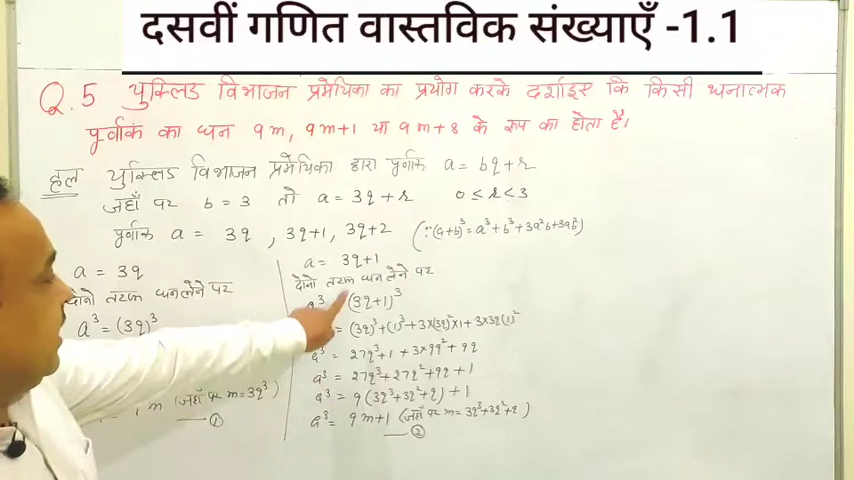 दसवीं गणित वास्तविक संख्याएँ -1.1
Q.5 युक्लिड विभाजन प्रमेयिका का प्रयोग करके दर्शाइए कि किसी धनात्मक
पूर्वांक का घन 9m, 9m+1 या 9m+8 के रूप का होता है।
हल युक्लिड विभाजन प्रमेयिका द्वारा पूर्णांक a = bq+r
जहाँ पर b = 3 तो a = 3q+r 0 ≤ r < 3
पूर्णांक a = 3q , 3q+1, 3q+2 (∵(a+b)³ = a³+b³+3a²b+3ab²)
a = 3q
दोनो तरफ घन लेने पर
a³ = (3q)³
m (जहाँ पर m=3q³)
①
a = 3q+1
दोनो तरफ घन लेने पर
a³ (3q+1)³
= (3q)³+(1)³+3×(3q)²×1+3×3q(1)²
a³ = 27q³+1+3×9q²+9q
a³ = 27q³+27q²+9q+1
a³ = 9(3q³+3q²+q)+1
a³ = 9m+1 (जहाँ पर m=3q³+3q²+q)
②